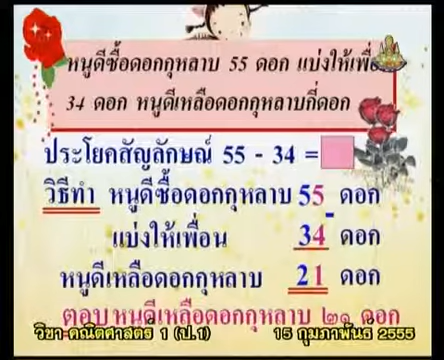 หนูดีซื้อดอกกุหลาบ 55 ดอก แบ่งให้เพื่อ
34 ดอก หนูดีเหลือดอกกุหลาบกี่ดอก
ประโยคสัญลักษณ์ 55 - 34 =
วิธีทำ หนูดีซื้อดอกกุหลาบ 55 ดอก
-
แบ่งให้เพื่อน 34 ดอก
หนูดีเหลือดอกกุหลาบ 21 ดอก
ตอบ หนูดีเหลือดอกกุหลาบ ๒๑ ดอก
วิชา คณิตศาสตร์ 1 (ป.1) 15 กุมภาพันธ์ 2555